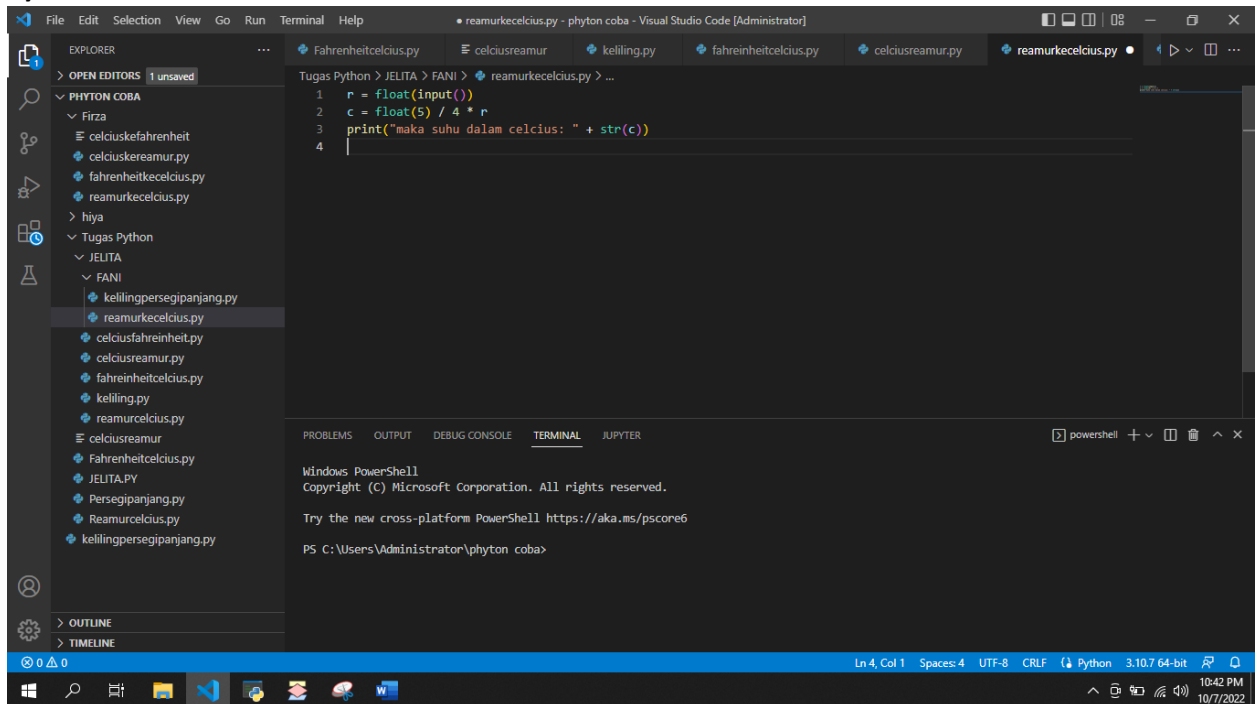 File Edit Selection View Go Run Terminal Help
● reamurkecelcius.py - phyton coba - Visual Studio Code [Administrator]
EXPLORER
Fahrenheitcelcius.py
celciusreamur
keliling.py
fahreinheitcelcius.py
celciusreamur.py
reamurkecelcius.py ●
1
> OPEN EDITORS 1 unsaved
PHYTON COBA
Firza
celciuskefahrenheit
celciuskereamur.py
fahrenheitkecelcius.py
reamurkecelcius.py
> hiya
Tugas Python
JELITA
FANI
kelilingpersegipanjang.py
reamurkecelcius.py
celciusfahreinheit.py
celciusreamur.py
fahreinheitcelcius.py
keliling.py
reamurcelcius.py
celciusreamur
Fahrenheitcelcius.py
JELITA.PY
Persegipanjang.py
Reamurcelcius.py
kelilingpersegipanjang.py
> OUTLINE
> TIMELINE
Tugas Python > JELITA > FANI > reamurkecelcius.py > ...
1 r = float(input())
2 c = float(5) / 4 * r
3 print("maka suhu dalam celcius: " + str(c))
4
PROBLEMS OUTPUT DEBUG CONSOLE TERMINAL JUPYTER
powershell
Windows PowerShell
Copyright (C) Microsoft Corporation. All rights reserved.
Try the new cross-platform PowerShell https://aka.ms/pscore6
PS C:\Users\Administrator\phyton coba>
0 0
Ln 4, Col 1 Spaces: 4 UTF-8 CRLF Python 3.10.7 64-bit
W
10:42 PM
10/7/2022